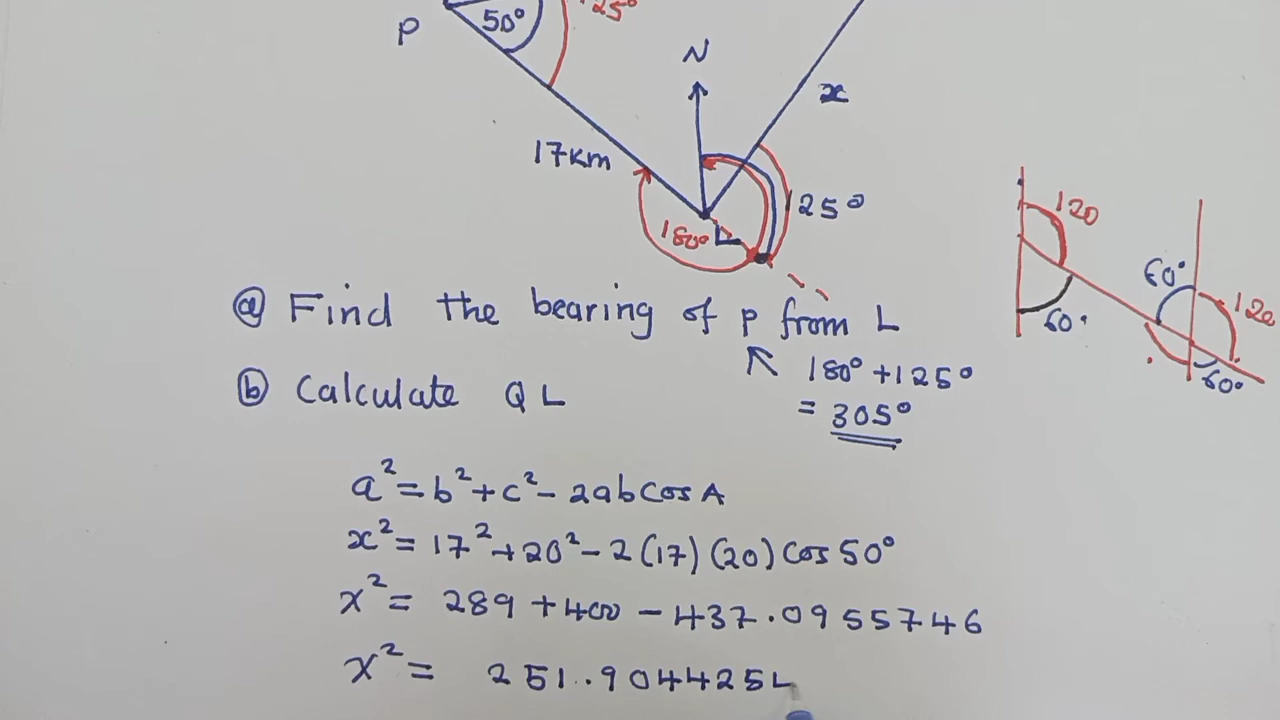 125°
50°
P
N
x
17Km
125°
180°
L
120
60°
60°
120
60°
ⓐ Find the bearing of P from L
180° + 125°
= 305°
ⓑ Calculate QL
a² = b² + c² - 2abCosA
x² = 17² + 20² - 2(17)(20) Cos 50°
x² = 289 + 400 - 437.0955746
x² = 251..9044254